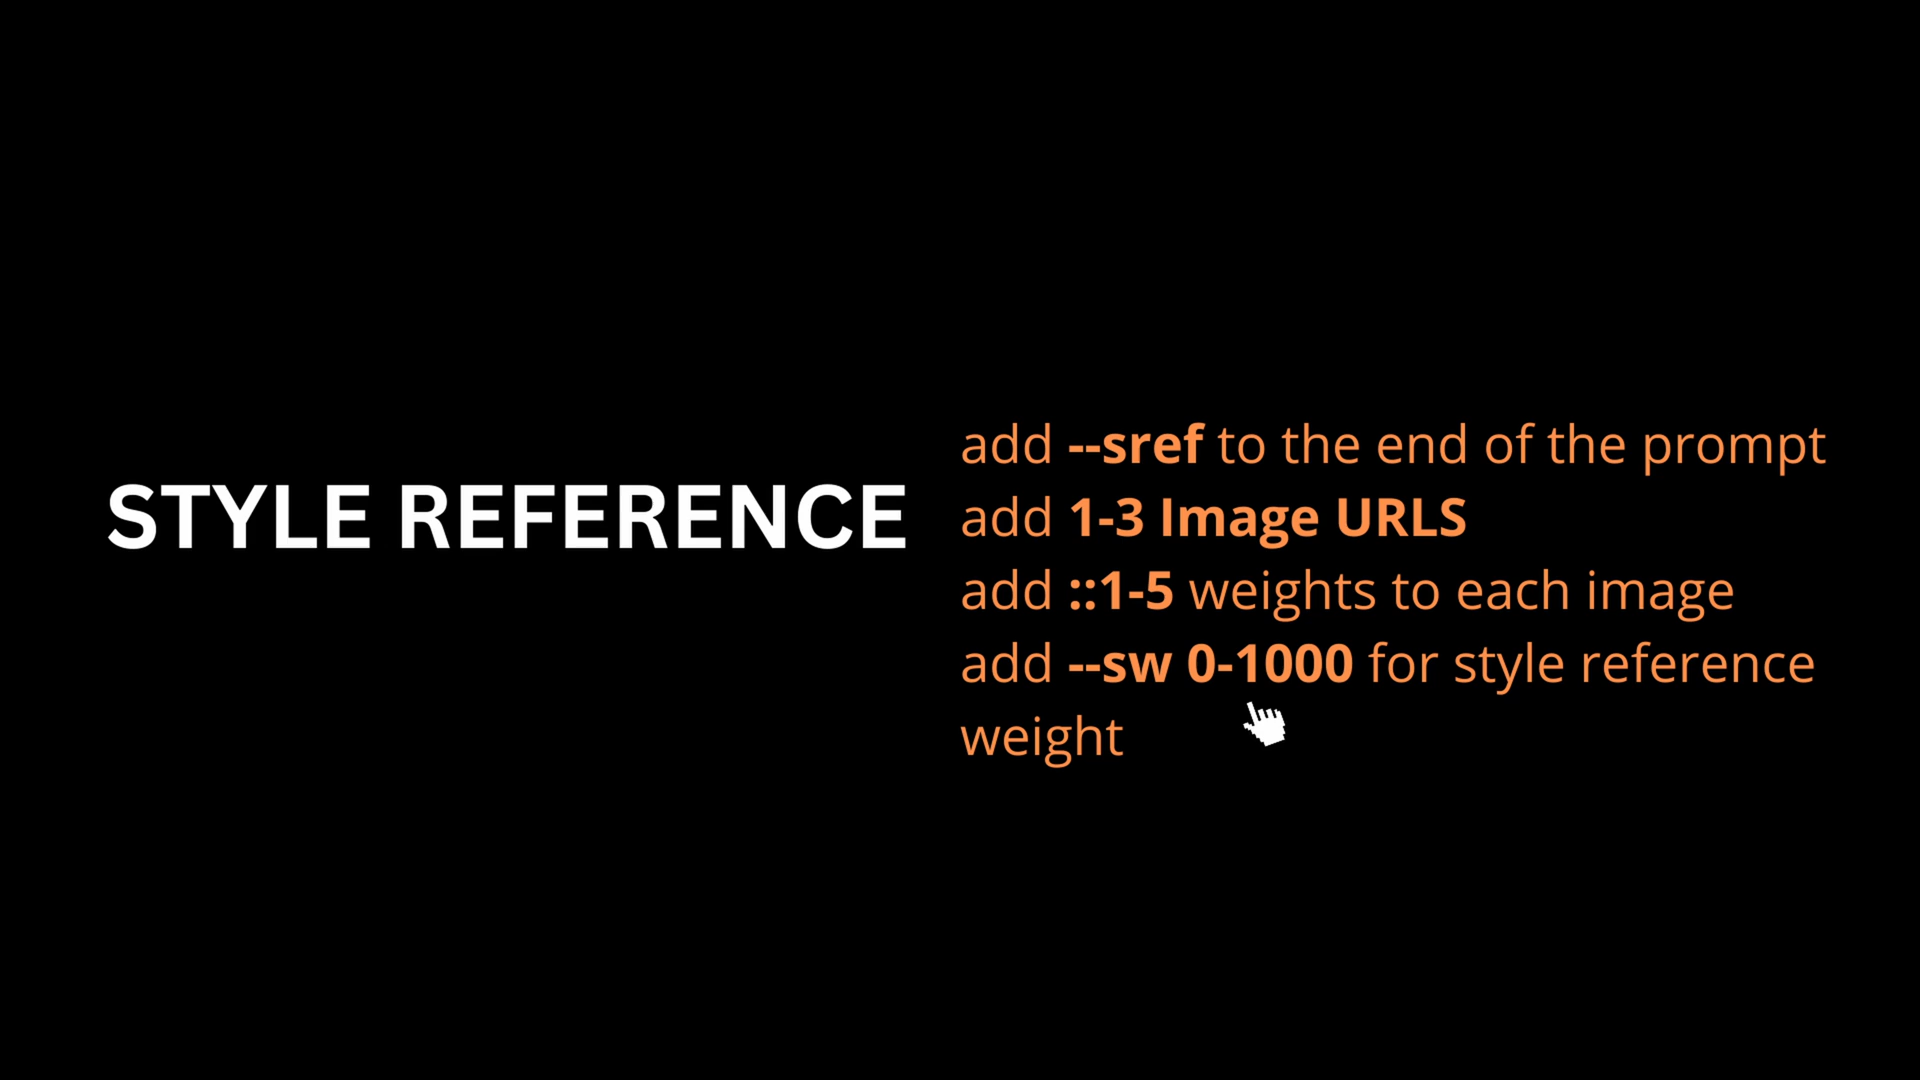 STYLE REFERENCE
add --sref to the end of the prompt
add 1-3 Image URLS
add ::1-5 weights to each image
add --sw 0-1000 for style reference
weight